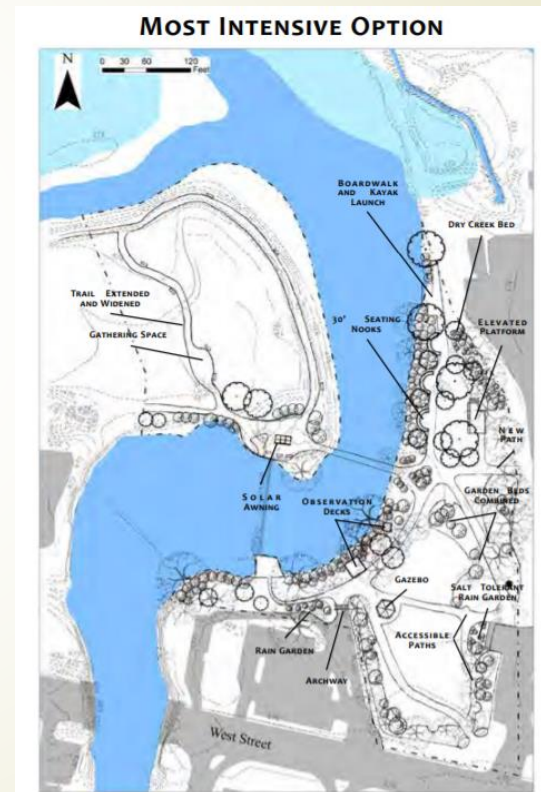 MOST INTENSIVE OPTION
N
0 30 60 120
Feet
BOARDWALK
AND KAYAK
LAUNCH
DRY CREEK BED
TRAIL EXTENDED
AND WIDENED
30' SEATING
NOOKS
ELEVATED
PLATFORM
GATHERING SPACE
NEW
PATH
SOLAR
AWNING
OBSERVATION
DECKS
GARDEN BEDS
COMBINED
GAZEBO
SALT TOLERANT
RAIN GARDEN
ACCESSIBLE
PATHS
RAIN GARDEN
ARCHWAY
West Street